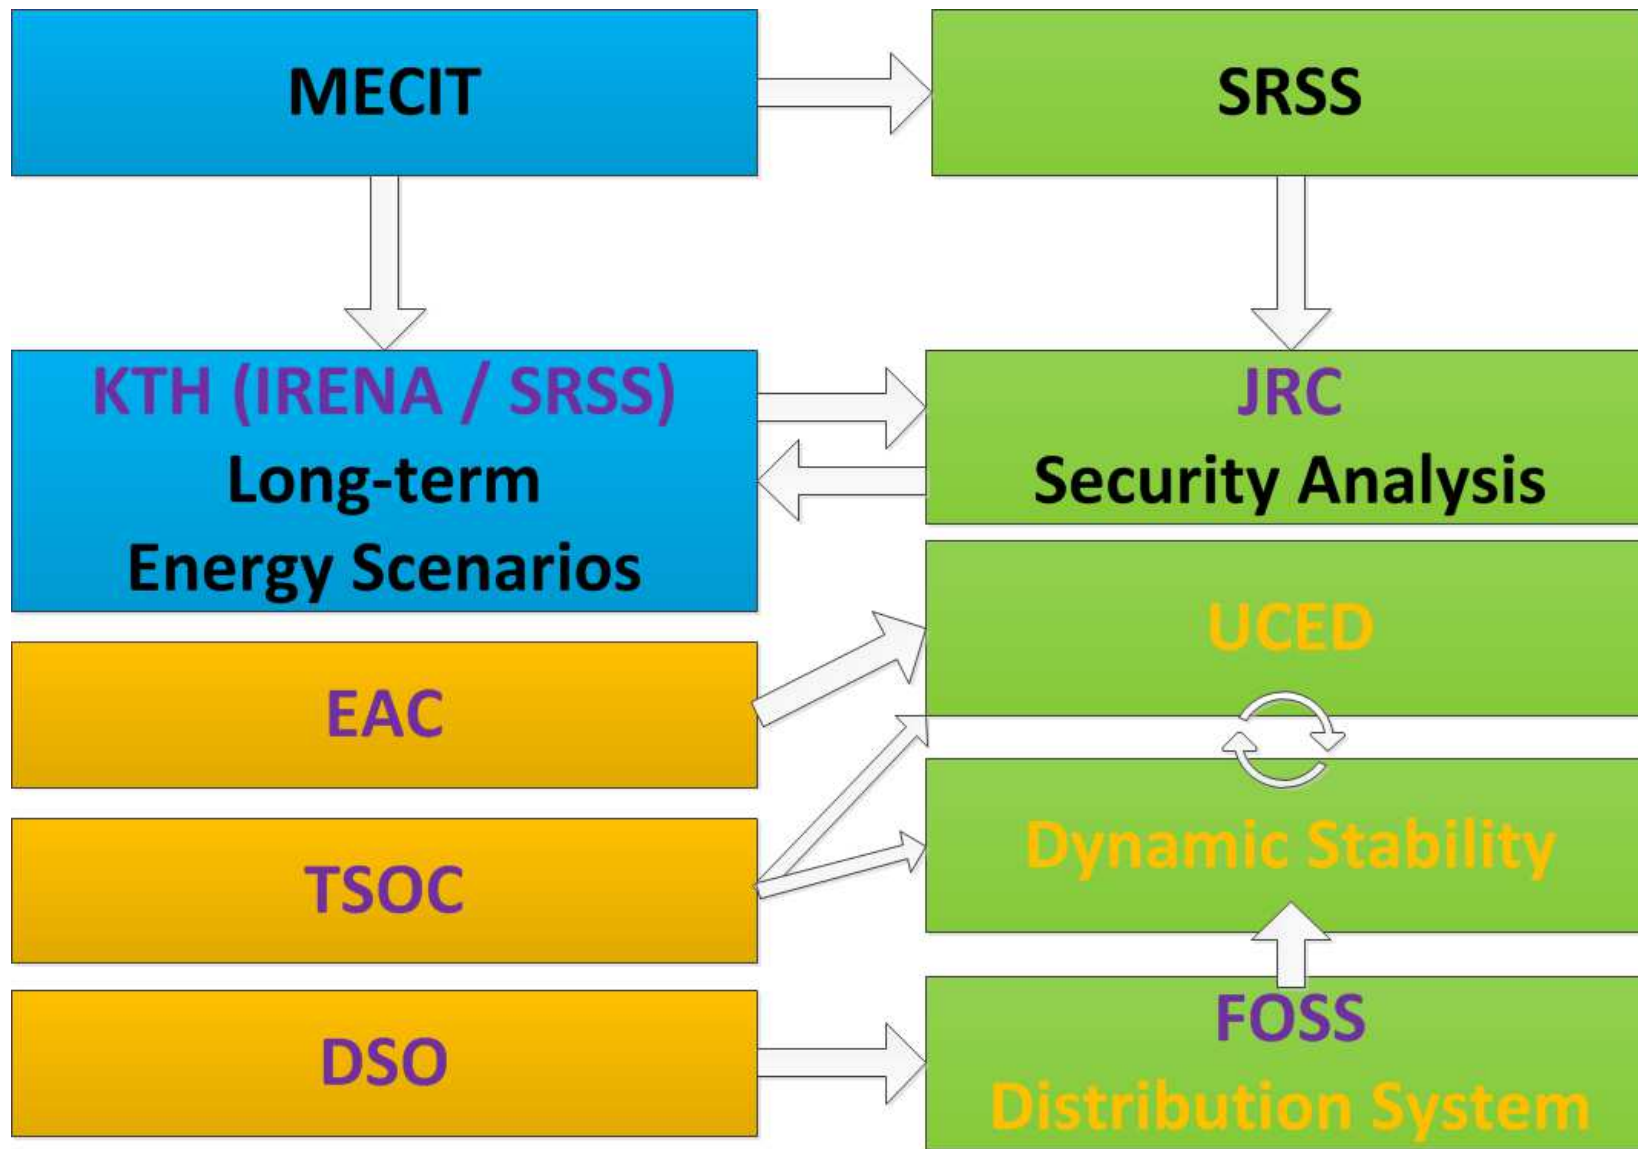 MECIT
SRSS
KTH (IRENA / SRSS)
Long-term
Energy Scenarios
JRC
Security Analysis
UCED
EAC
Dynamic Stability
TSOC
FOSS
Distribution System
DSO